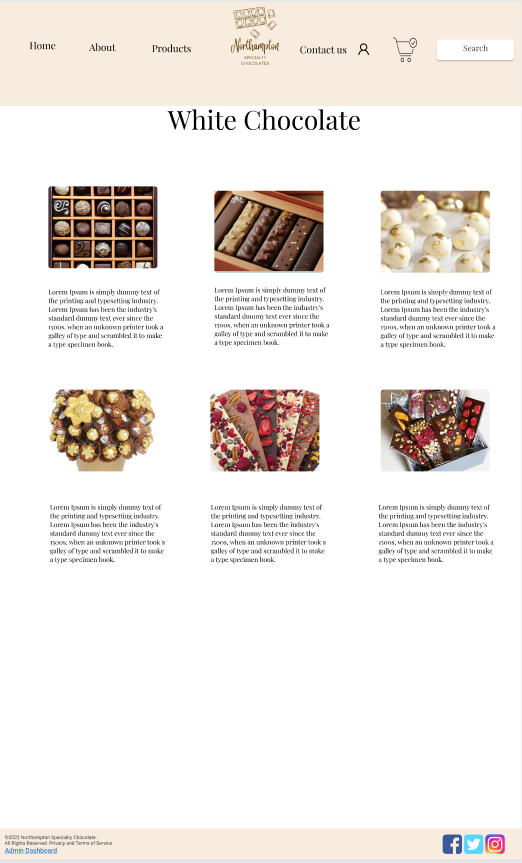 Home
About
Products
Northampton
SPECIALTY
CHOCOLATES
Contact us
Search
White Chocolate
Lorem Ipsum is simply dummy text of
the printing and typesetting industry.
Lorem Ipsum has been the industry's
standard dummy text ever since the
1500s, when an unknown printer took a
galley of type and scrambled it to make
a type specimen book.
Lorem Ipsum is simply dummy text of
the printing and typesetting industry.
Lorem Ipsum has been the industry's
standard dummy text ever since the
1500s, when an unknown printer took a
galley of type and scrambled it to make
a type specimen book.
Lorem Ipsum is simply dummy text of
the printing and typesetting industry.
Lorem Ipsum has been the industry's
standard dummy text ever since the
1500s, when an unknown printer took a
galley of type and scrambled it to make
a type specimen book.
Lorem Ipsum is simply dummy text of
the printing and typesetting industry.
Lorem Ipsum has been the industry's
standard dummy text ever since the
1500s, when an unknown printer took a
galley of type and scrambled it to make
a type specimen book.
Lorem Ipsum is simply dummy text of
the printing and typesetting industry.
Lorem Ipsum has been the industry's
standard dummy text ever since the
1500s, when an unknown printer took a
galley of type and scrambled it to make
a type specimen book.
Lorem Ipsum is simply dummy text of
the printing and typesetting industry.
Lorem Ipsum has been the industry's
standard dummy text ever since the
1500s, when an unknown printer took a
galley of type and scrambled it to make
a type specimen book.
©2022 Northampton Speciality Chocolate.
All Rights Reserved. Privacy and Terms of Service
Admin Dashboard